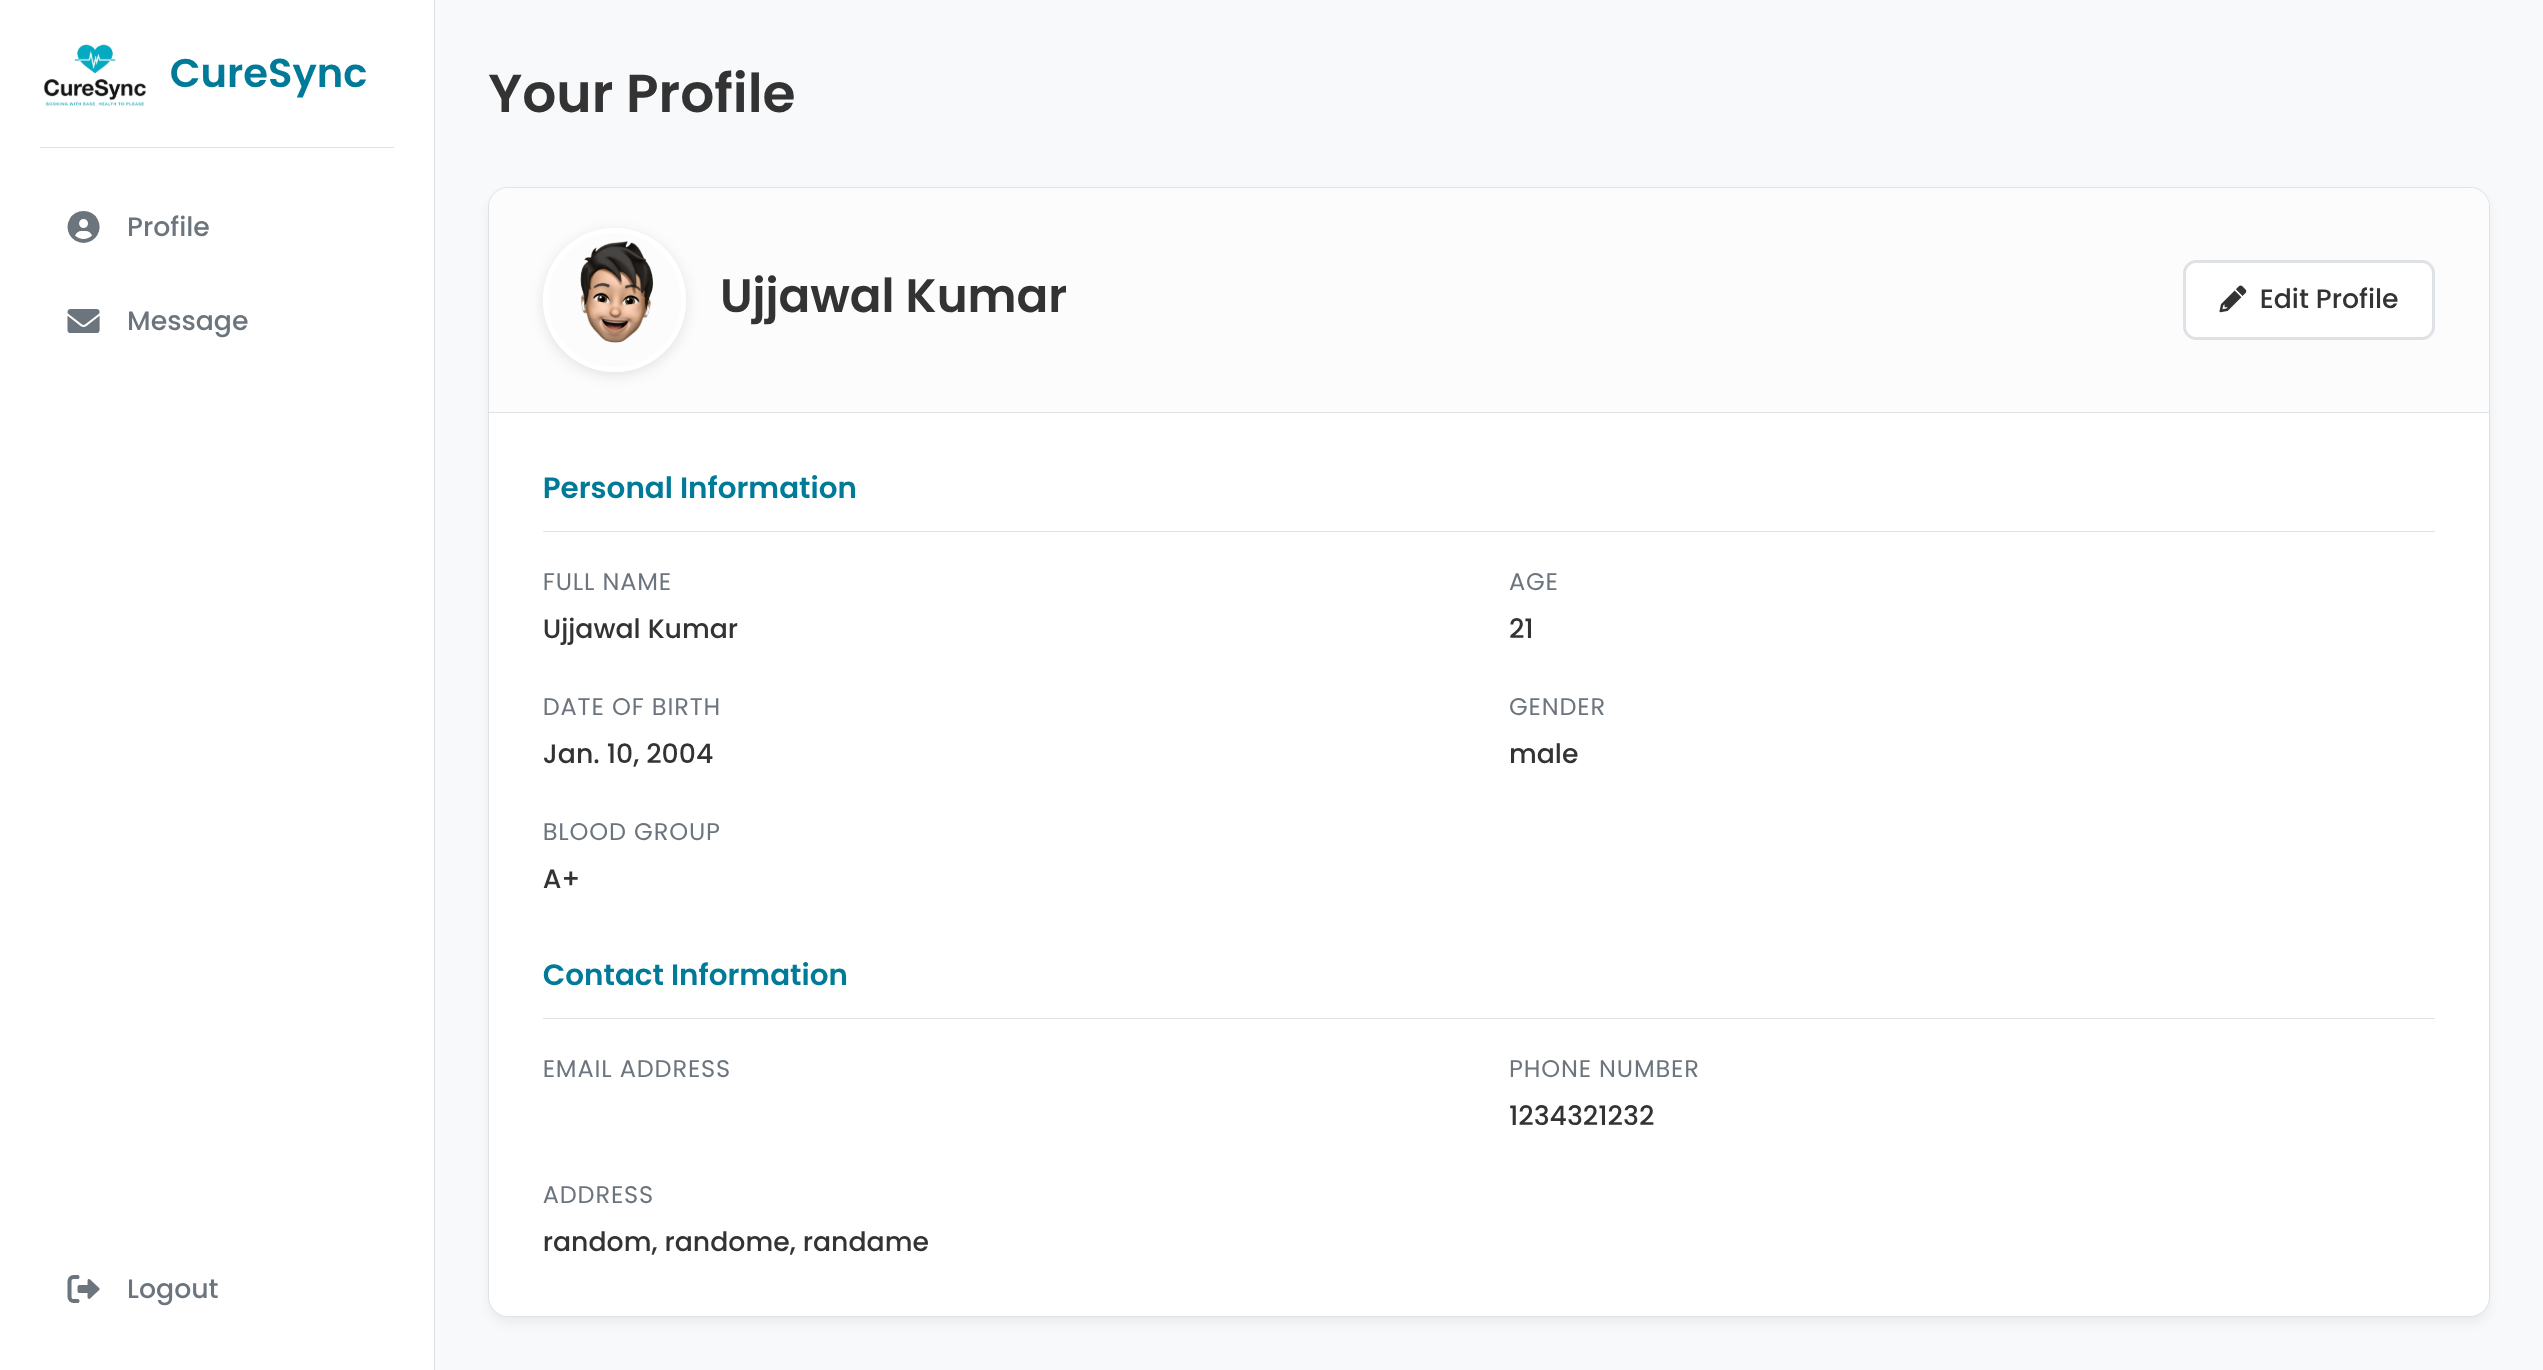 CureSync
CureSync
Profile
Message
Logout
Your Profile
Ujjawal Kumar
Edit Profile
Personal Information
FULL NAME
Ujjawal Kumar
AGE
21
DATE OF BIRTH
Jan. 10, 2004
GENDER
male
BLOOD GROUP
A+
Contact Information
EMAIL ADDRESS
PHONE NUMBER
1234321232
ADDRESS
random, randome, randame